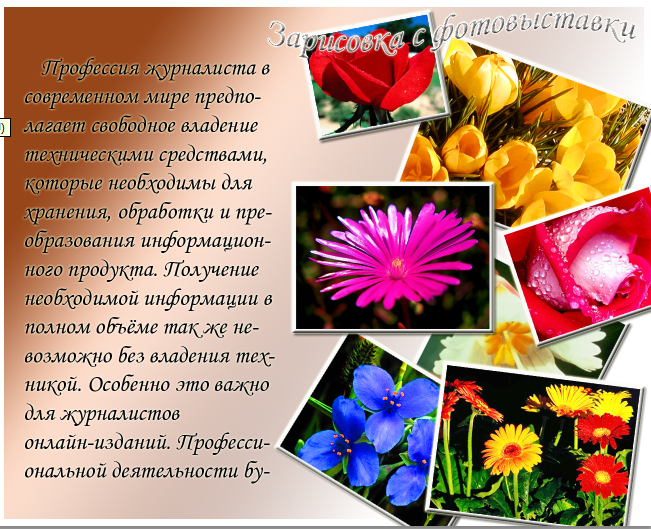 Зарисовка с фотовыставки
Профессия журналиста в
современном мире предпо-
лагает свободное владение
техническими средствами,
которые необходимы для
хранения, обработки и пре-
образования информацион-
ного продукта. Получение
необходимой информации в
полном объёме так же не-
возможно без владения тех-
никой. Особенно это важно
для журналистов
онлайн-изданий. Професси-
ональной деятельности бу-